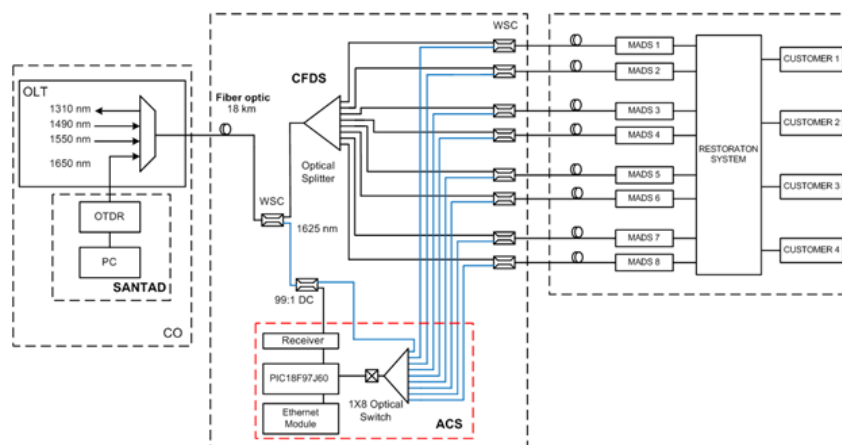 OLT
1310 nm
1490 nm
1550 nm
1650 nm
OTDR
PC
SANTAD
CO
Fiber optic
18 km
CFDS
Optical
Splitter
WSC
WSC
1625 nm
99:1 DC
Receiver
PIC18F97J60
Ethernet
Module
1X8 Optical
Switch
ACS
MADS 1
MADS 2
MADS 3
MADS 4
MADS 5
MADS 6
MADS 7
MADS 8
RESTORATON
SYSTEM
CUSTOMER 1
CUSTOMER 2
CUSTOMER 3
CUSTOMER 4